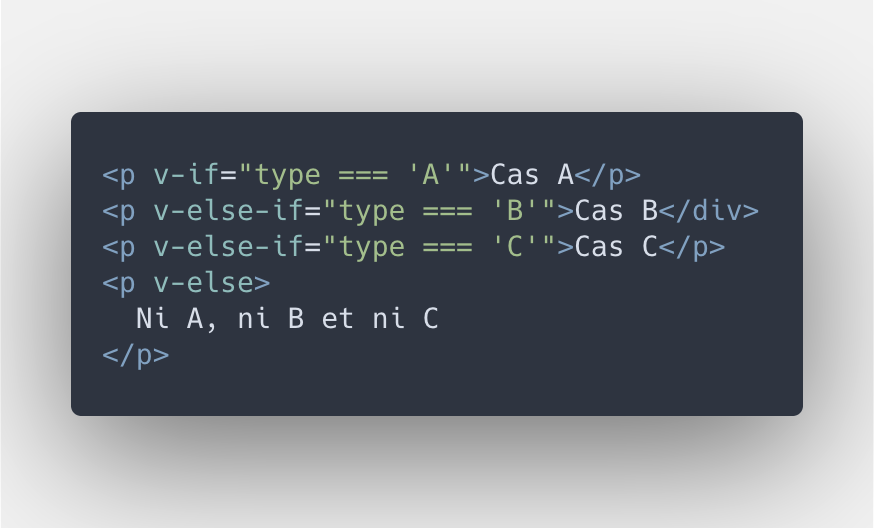 <p v-if="type === 'A'">Cas A</p>
<p v-else-if="type === 'B'">Cas B</div>
<p v-else-if="type === 'C'">Cas C</p>
<p v-else>
  Ni A, ni B et ni C
</p>